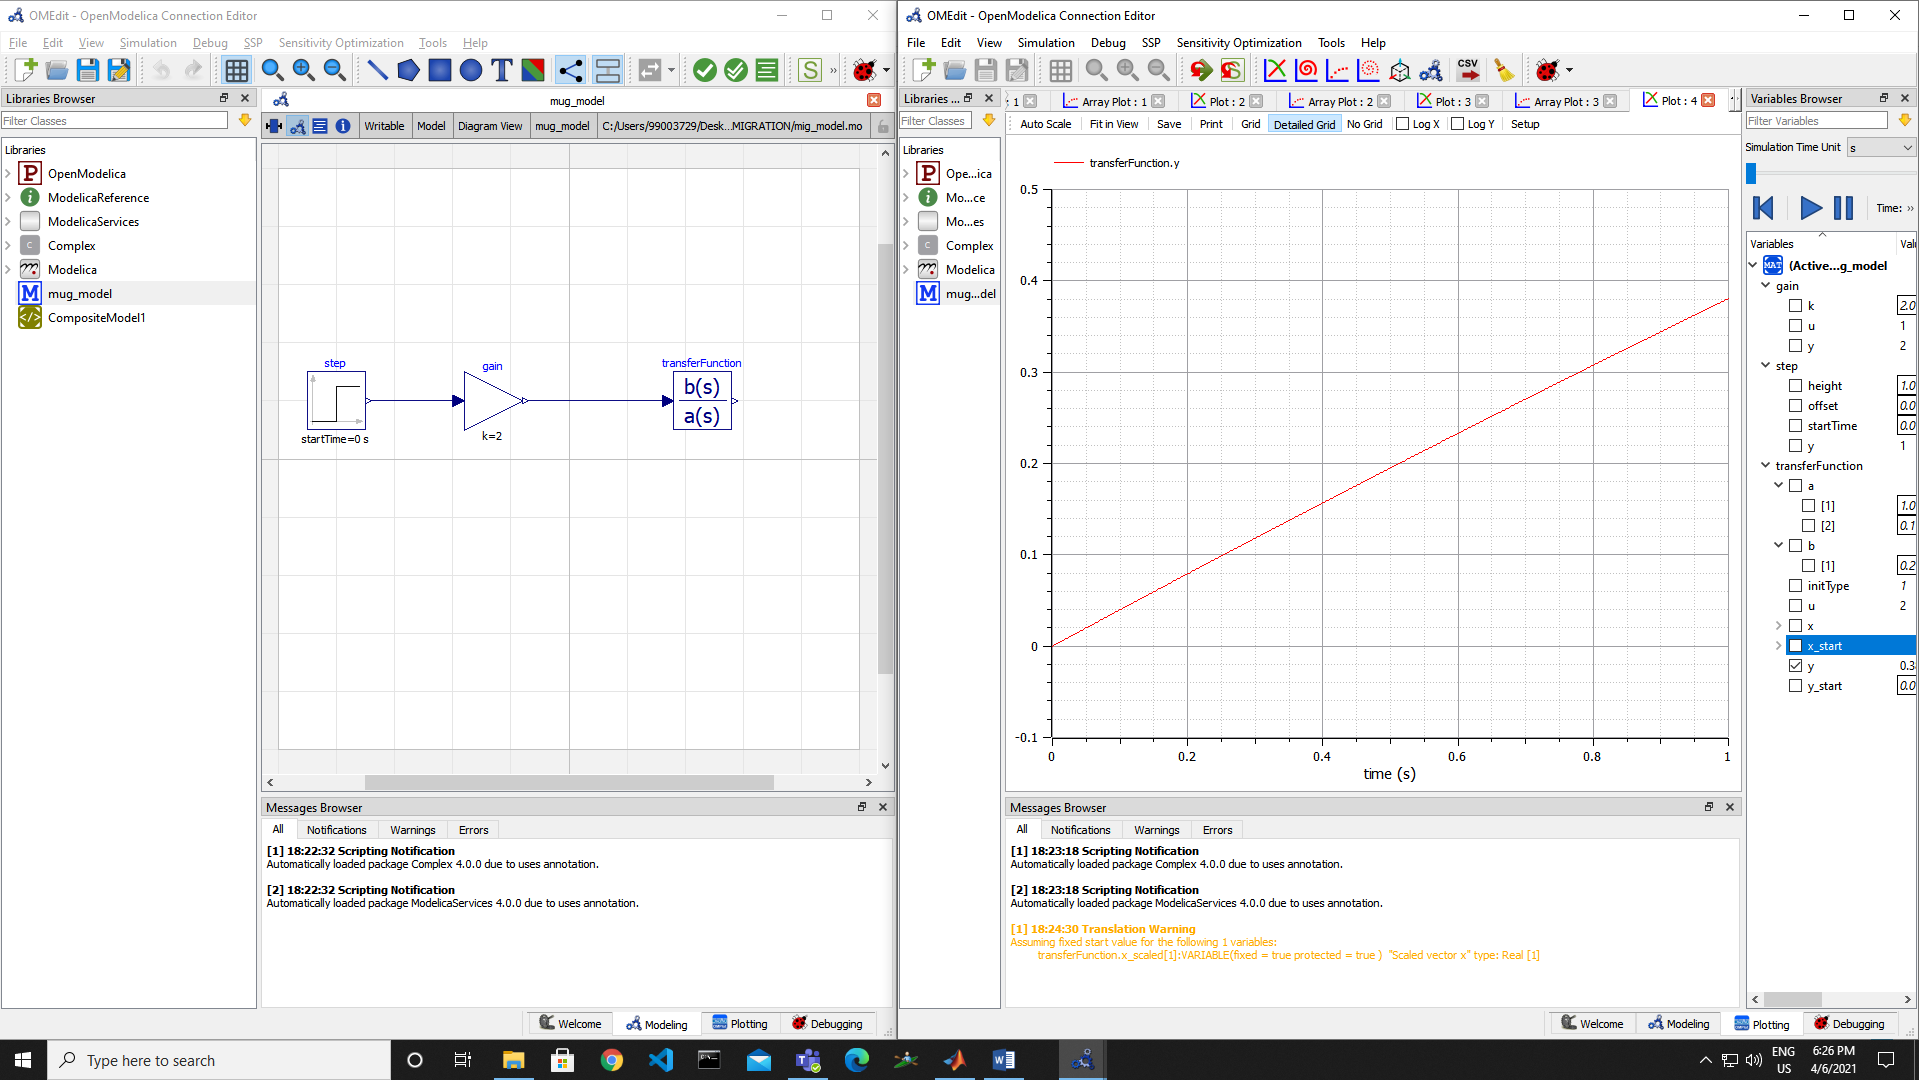 OMEdit - OpenModelica Connection Editor
File Edit View Simulation Debug SSP Sensitivity Optimization Tools Help
T
S
»
Libraries Browser
Filter Classes
Libraries
P OpenModelica
i ModelicaReference
ModelicaServices
C Complex
Modelica
M mug_model
</> CompositeModel1
mug_model
Writable Model Diagram View mug_model C:/Users/99003729/Desk...MIGRATION/mig_model.mo
step
startTime=0 s
gain
k=2
transferFunction
b(s)
a(s)
Messages Browser
All Notifications Warnings Errors
[1] 18:22:32 Scripting Notification
Automatically loaded package Complex 4.0.0 due to uses annotation.
[2] 18:22:32 Scripting Notification
Automatically loaded package ModelicaServices 4.0.0 due to uses annotation.
Welcome Modeling Plotting Debugging
OMEdit - OpenModelica Connection Editor
File Edit View Simulation Debug SSP Sensitivity Optimization Tools Help
CSV
Libraries ...
Filter Classes
Libraries
P Ope...ica
i Mo...ce
Mo...es
C Complex
Modelica
M mug...del
1 Array Plot : 1 Plot : 2 Array Plot : 2 Plot : 3 Array Plot : 3 Plot : 4
Auto Scale Fit in View Save Print Grid Detailed Grid No Grid Log X Log Y Setup
transferFunction.y
0.5
0.4
0.3
0.2
0.1
0
-0.1
0 0.2 0.4 0.6 0.8 1
time (s)
Messages Browser
All Notifications Warnings Errors
[1] 18:23:18 Scripting Notification
Automatically loaded package Complex 4.0.0 due to uses annotation.
[2] 18:23:18 Scripting Notification
Automatically loaded package ModelicaServices 4.0.0 due to uses annotation.
[1] 18:24:30 Translation Warning
Assuming fixed start value for the following 1 variables:
transferFunction.x_scaled[1]:VARIABLE(fixed = true protected = true ) "Scaled vector x" type: Real [1]
Variables Browser
Filter Variables
Simulation Time Unit s
Time: »
Variables Valu
MAT (Active...g_model
gain
k 2.0
u 1
y 2
step
height 1.0
offset 0.0
startTime 0.0
y 1
transferFunction
a
[1] 1.0
[2] 0.1
b
[1] 0.2
initType 1
u 2
x
x_start
y 0.3
y_start 0.0
Welcome Modeling Plotting Debugging
Type here to search
ENG
US
6:26 PM
4/6/2021